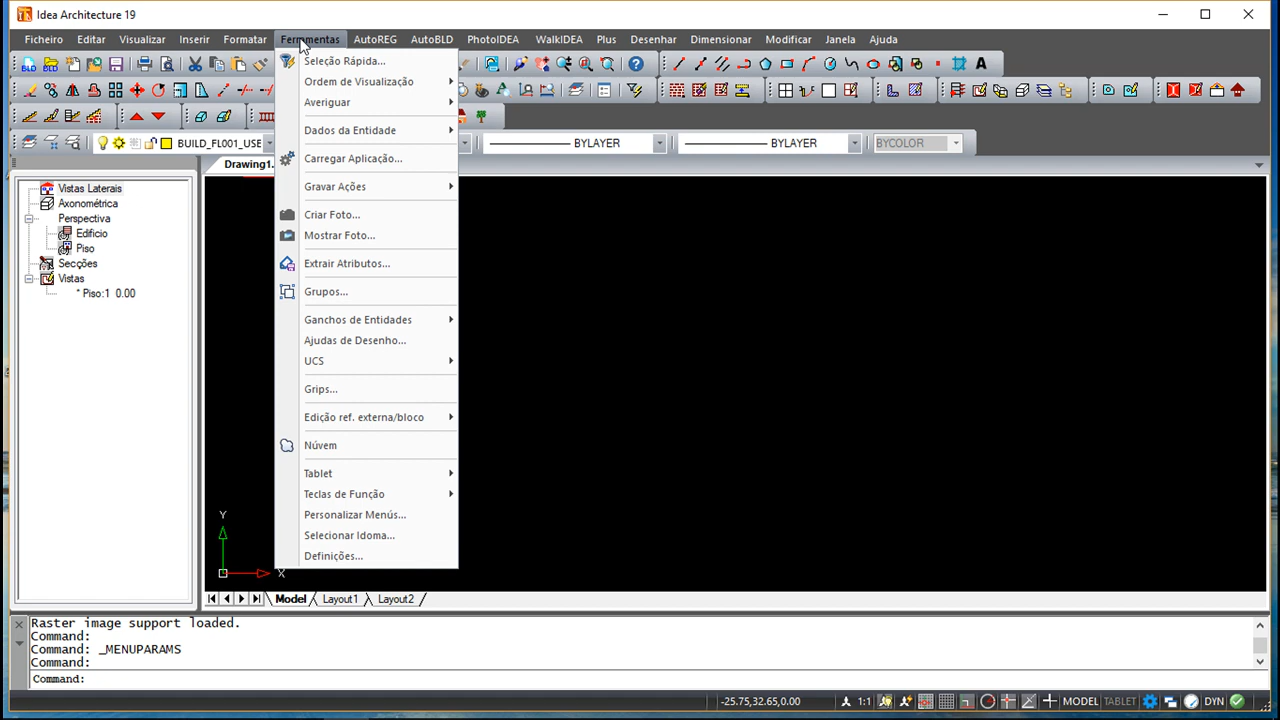 Idea Architecture 19
Ficheiro Editar Visualizar Inserir Formatar Ferramentas AutoREG AutoBLD PhotoIDEA WalkIDEA Plus Desenhar Dimensionar Modificar Janela Ajuda
BUILD_FL001_USE
BYLAYER
BYLAYER
BYCOLOR
Drawing1.
Seleção Rápida...
Ordem de Visualização
Averiguar
Dados da Entidade
Carregar Aplicação...
Gravar Ações
Criar Foto...
Mostrar Foto...
Extrair Atributos...
Grupos...
Ganchos de Entidades
Ajudas de Desenho...
UCS
Grips...
Edição ref. externa/bloco
Núvem
Tablet
Teclas de Função
Personalizar Menús...
Selecionar Idoma...
Definições...
Vistas Laterais
Axonométrica
Perspectiva
Edificio
Piso
Secções
Vistas
* Piso:1 0.00
Y
X
Model Layout1 Layout2
Raster image support loaded.
Command:
Command: _MENUPARAMS
Command:
Command:
-25.75,32.65,0.00 1:1 MODEL TABLET DYN